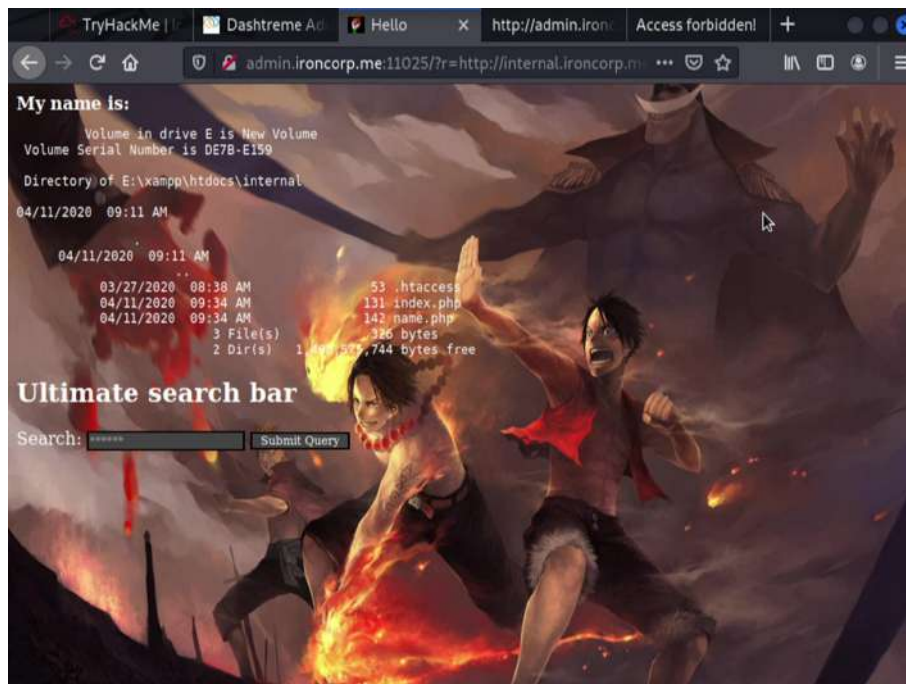 TryHackMe | I
Dashtreme Ad
Hello
http://admin.iron
Access forbidden!
admin.ironcorp.me:11025/?r=http://internal.ironcorp.m
My name is:
Volume in drive E is New Volume
Volume Serial Number is DE7B-E159
Directory of E:\xampp\htdocs\internal
04/11/2020 09:11 AM
.
04/11/2020 09:11 AM
..
03/27/2020 08:38 AM 53 .htaccess
04/11/2020 09:34 AM 131 index.php
04/11/2020 09:34 AM 142 name.php
3 File(s) 326 bytes
2 Dir(s) bytes free
Ultimate search bar
Search: ****** Submit Query